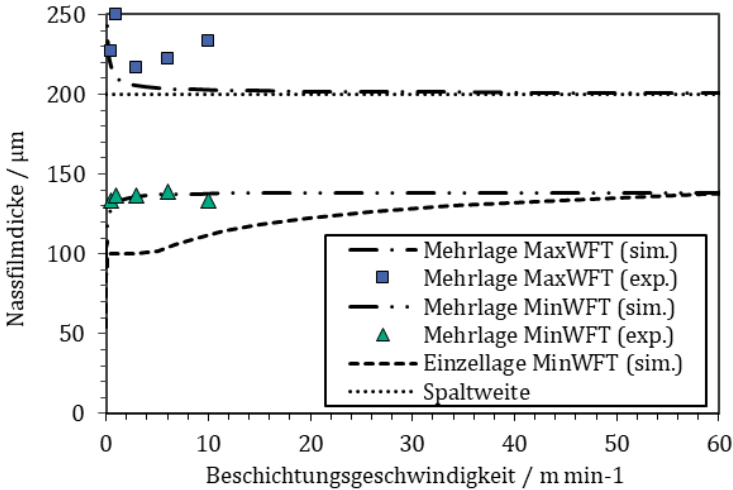 250
200
150
100
50
0
Nassfilmdicke / µm
Mehrlage MaxWFT (sim.)
Mehrlage MaxWFT (exp.)
Mehrlage MinWFT (sim.)
Mehrlage MinWFT (exp.)
Einzellage MinWFT (sim.)
Spaltweite
0 10 20 30 40 50 60
Beschichtungsgeschwindigkeit / m min-1